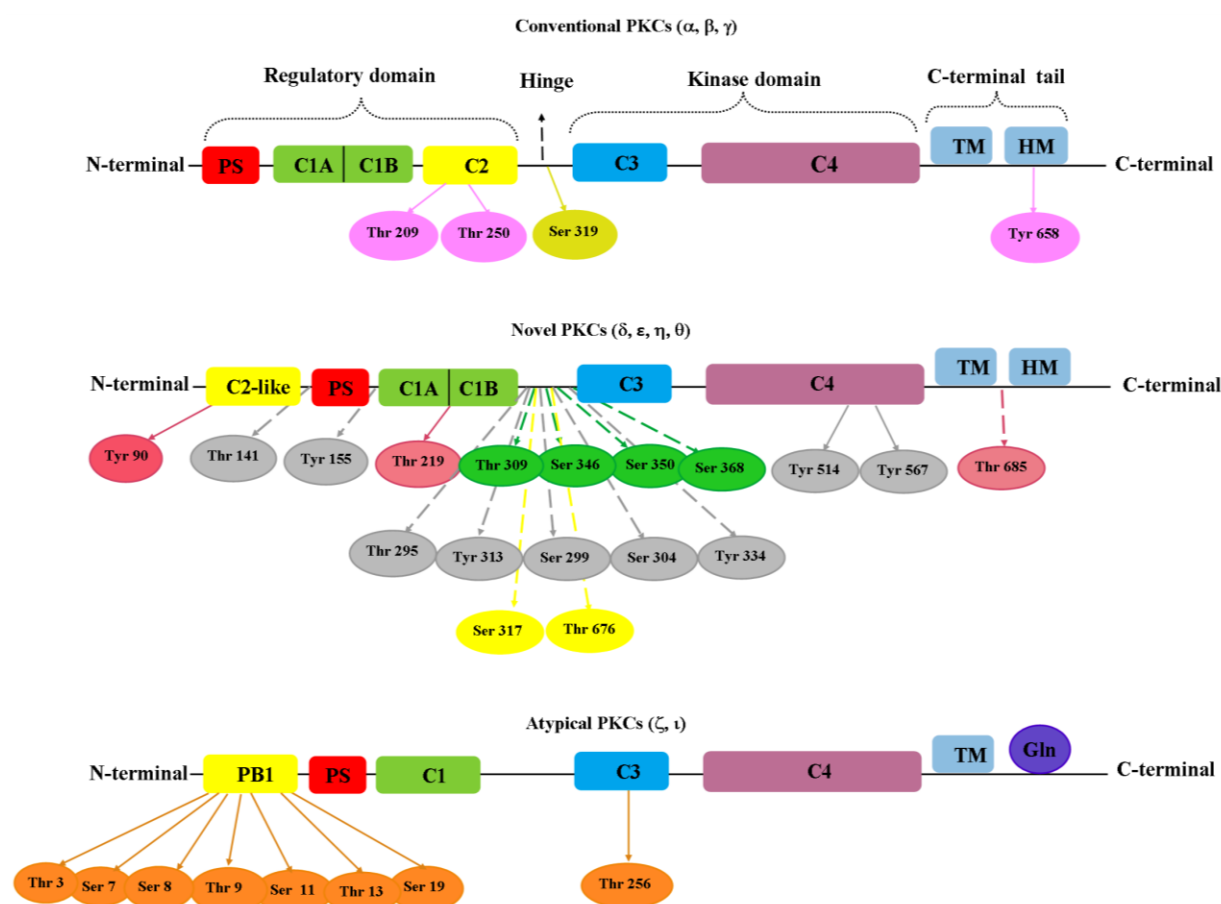 Conventional PKCs (α, β, γ)
Regulatory domain
Hinge
Kinase domain
C-terminal tail
N-terminal
PS
C1A
C1B
C2
C3
C4
TM
HM
C-terminal
Thr 209
Thr 250
Ser 319
Tyr 658
Novel PKCs (δ, ε, η, θ)
N-terminal
C2-like
PS
C1A
C1B
C3
C4
TM
HM
C-terminal
Tyr 90
Thr 141
Tyr 155
Thr 219
Thr 309
Ser 346
Ser 350
Ser 368
Tyr 514
Tyr 567
Thr 685
Thr 295
Tyr 313
Ser 299
Ser 304
Tyr 334
Ser 317
Thr 676
Atypical PKCs (ζ, ι)
N-terminal
PB1
PS
C1
C3
C4
TM
Gln
C-terminal
Thr 3
Ser 7
Ser 8
Thr 9
Ser 11
Thr 13
Ser 19
Thr 256